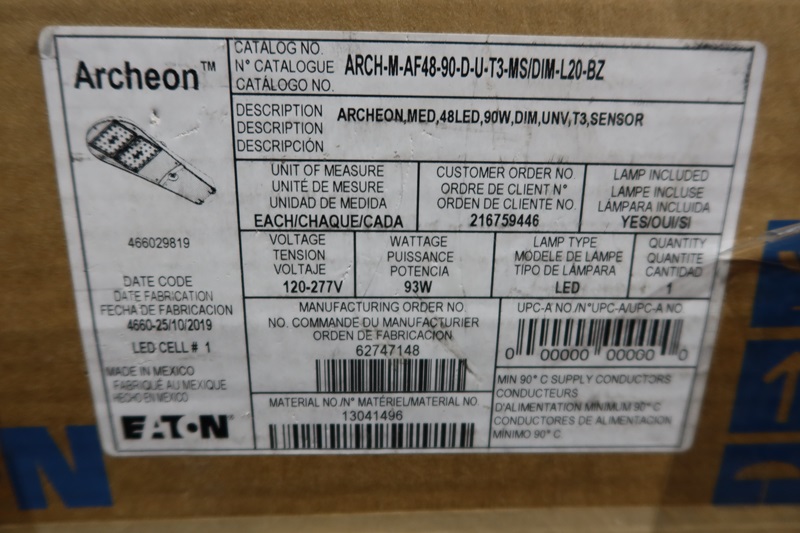 Archeon™
CATALOG NO.
N° CATALOGUE
CATÁLOGO NO.
ARCH-M-AF48-90-D-U-T3-MS/DIM-L20-BZ
DESCRIPTION
DESCRIPTION
DESCRIPCIÓN
ARCHEON,MED,48LED,90W,DIM,UNV,T3,SENSOR
UNIT OF MEASURE
UNITÉ DE MESURE
UNIDAD DE MEDIDA
EACH/CHAQUE/CADA
CUSTOMER ORDER NO.
ORDRE DE CLIENT N°
ORDEN DE CLIENTE NO.
216759446
LAMP INCLUDED
LAMPE INCLUSE
LÁMPARA INCLUIDA
YES/OUI/SI
466029819
VOLTAGE
TENSION
VOLTAJE
120-277V
WATTAGE
PUISSANCE
POTENCIA
93W
LAMP TYPE
MODELE DE LAMPE
TIPO DE LÁMPARA
LED
QUANTITY
QUANTITE
CANTIDAD
1
DATE CODE
DATE FABRICATION
FECHA DE FABRICACION
4660-25/10/2019
LED CELL # 1
MADE IN MEXICO
FABRIQUÉ AU MEXIQUE
HECHO EN MEXICO
EATON
MANUFACTURING ORDER NO.
NO. COMMANDE DU MANUFACTURIER
ORDEN DE FABRICACIÓN
62747148
MATERIAL NO./N° MATÉRIEL/MATERIAL NO.
13041496
UPC-A NO./N°UPC-A/UPC-A NO
0 00000 00000 0
MIN 90° C SUPPLY CONDUCTORS
CONDUCTEURS
D'ALIMENTATION MINIMUM 90° C
CONDUCTORES DE ALIMENTACIÓN
MÍNIMO 90° C
N